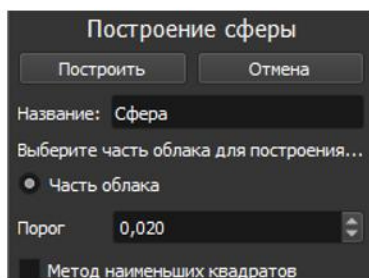 Построение сферы
Построить Отмена
Название: Сфера
Выберите часть облака для построения...
Часть облака
Порог 0,020
Метод наименьших квадратов